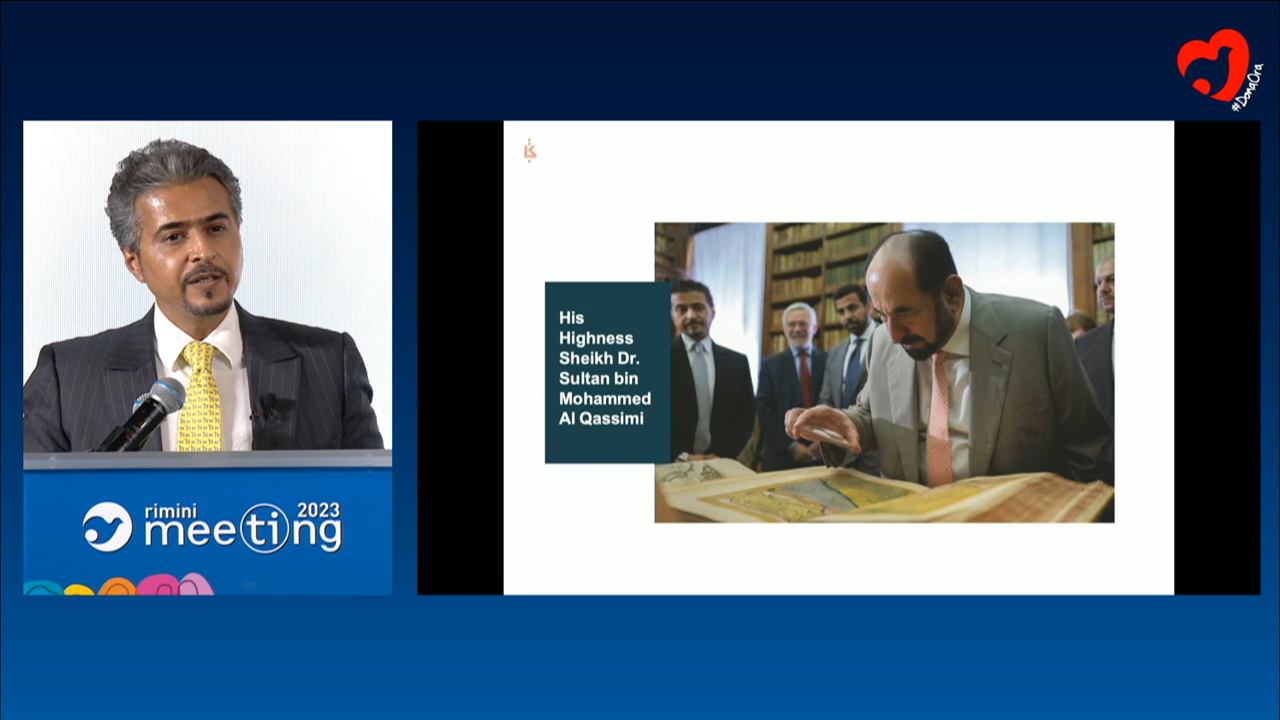 #DonaOra
His
Highness
Sheikh Dr.
Sultan bin
Mohammed
Al Qassimi
rimini 2023
meeting